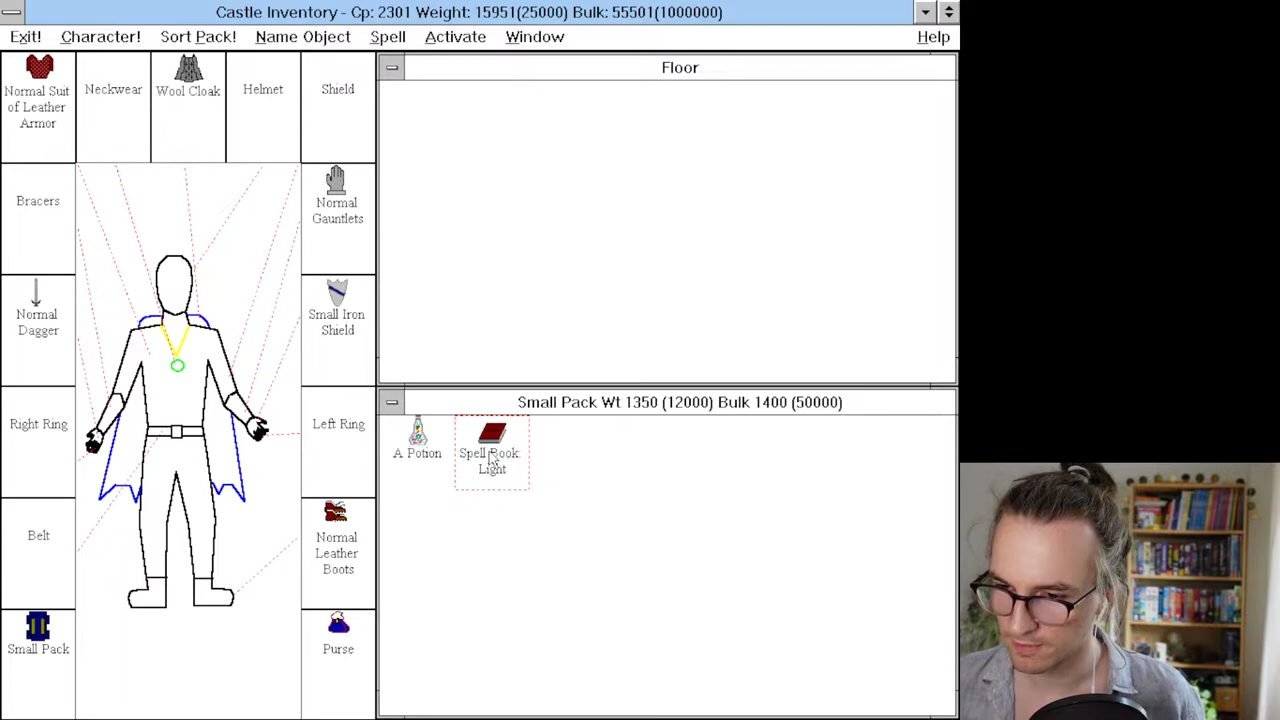 Castle Inventory - Cp: 2301 Weight: 15951(25000) Bulk: 55501(1000000)
Exit! Character! Sort Pack! Name Object Spell Activate Window Help
Normal Suit
of Leather
Armor
Neckwear
Wool Cloak
Helmet
Shield
Floor
Bracers
Normal
Gauntlets
Normal
Dagger
Small Iron
Shield
Right Ring
Left Ring
Small Pack Wt 1350 (12000) Bulk 1400 (50000)
A Potion
Spell Book:
Light
Belt
Normal
Leather
Boots
Small Pack
Purse